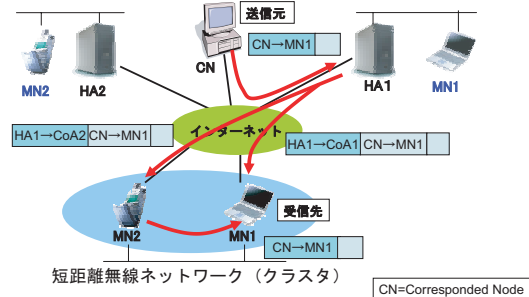 送信元
CN→MN1
CN
MN2
HA2
HA1
MN1
インターネット
HA1→CoA2 CN→MN1
HA1→CoA1 CN→MN1
受信先
MN2
MN1
CN→MN1
短距離無線ネットワーク（クラスタ）
CN=Corresponded Node